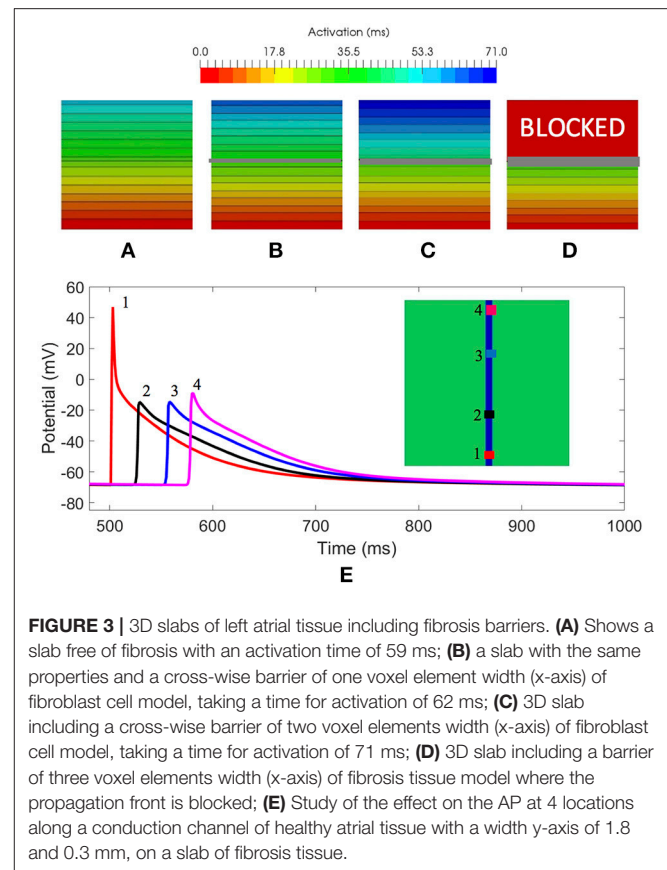 Activation (ms)
0.0 17.8 35.5 53.3 71.0
BLOCKED
A B C D
60
40
20
0
-20
-40
-60
-80
Potential (mV)
1
2 3 4
4
3
2
1
500 600 700 800 900 1000
Time (ms)
E
FIGURE 3 | 3D slabs of left atrial tissue including fibrosis barriers. (A) Shows a
slab free of fibrosis with an activation time of 59 ms; (B) a slab with the same
properties and a cross-wise barrier of one voxel element width (x-axis) of
fibroblast cell model, taking a time for activation of 62 ms; (C) 3D slab
including a cross-wise barrier of two voxel elements width (x-axis) of fibroblast
cell model, taking a time for activation of 71 ms; (D) 3D slab including a barrier
of three voxel elements width (x-axis) of fibrosis tissue model where the
propagation front is blocked; (E) Study of the effect on the AP at 4 locations
along a conduction channel of healthy atrial tissue with a width y-axis of 1.8
and 0.3 mm, on a slab of fibrosis tissue.